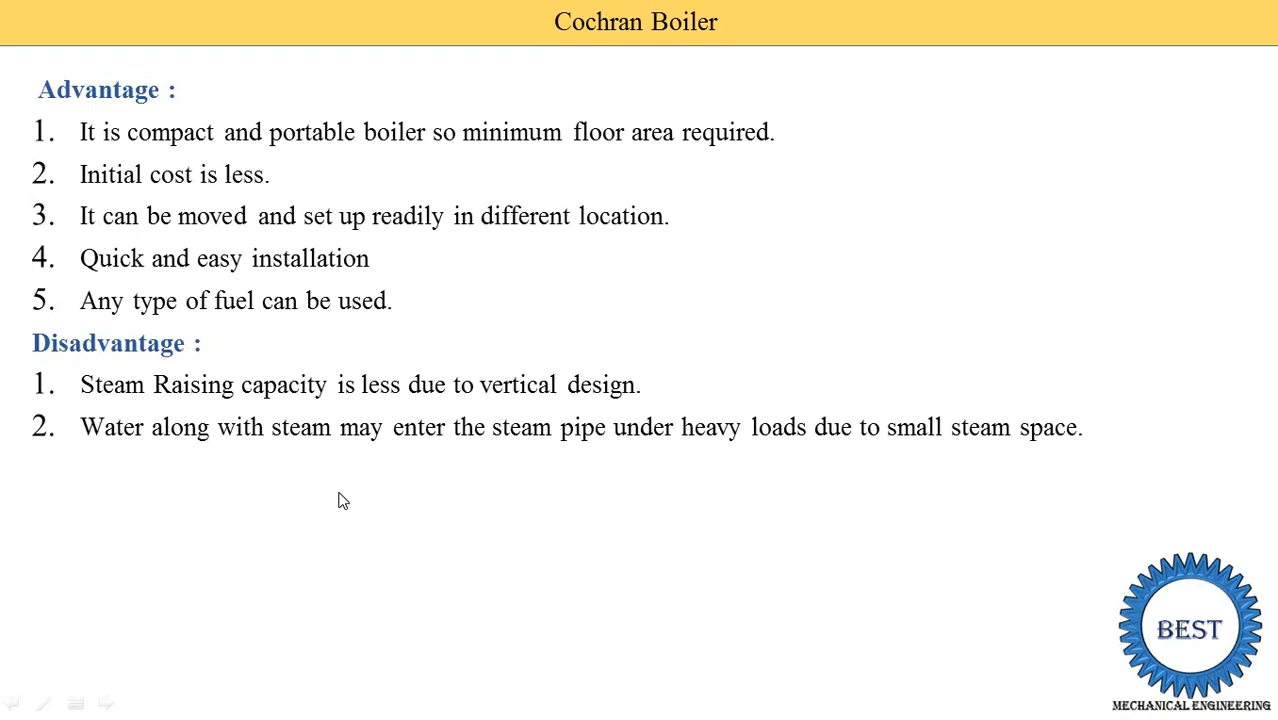 Cochran Boiler
Advantage :
1. It is compact and portable boiler so minimum floor area required.
2. Initial cost is less.
3. It can be moved and set up readily in different location.
4. Quick and easy installation
5. Any type of fuel can be used.
Disadvantage :
1. Steam Raising capacity is less due to vertical design.
2. Water along with steam may enter the steam pipe under heavy loads due to small steam space.
BEST
MECHANICAL ENGINEERING